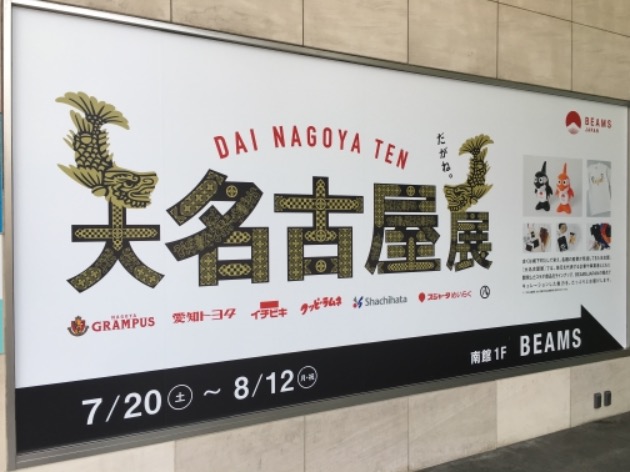 DAI NAGOYA TEN
だがね。
大名古屋展
BEAMS
JAPAN
NAGOYA
GRAMPUS
愛知トヨタ
イチビキ
クッピーラムネ
Shachihata
スジャータめいらく
7/20(土)～8/12(月・祝)
南館1F BEAMS